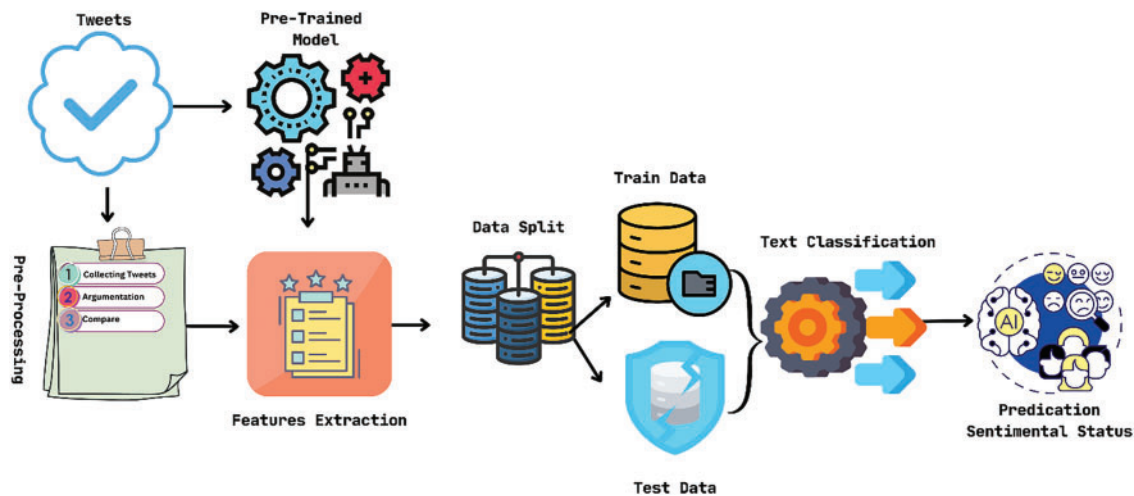 Tweets
Pre-Trained
Model
Pre-Processing
1 Collecting Tweets
2 Argumentation
3 Compare
Features Extraction
Data Split
Train Data
Test Data
Text Classification
AI
Predication
Sentimental Status